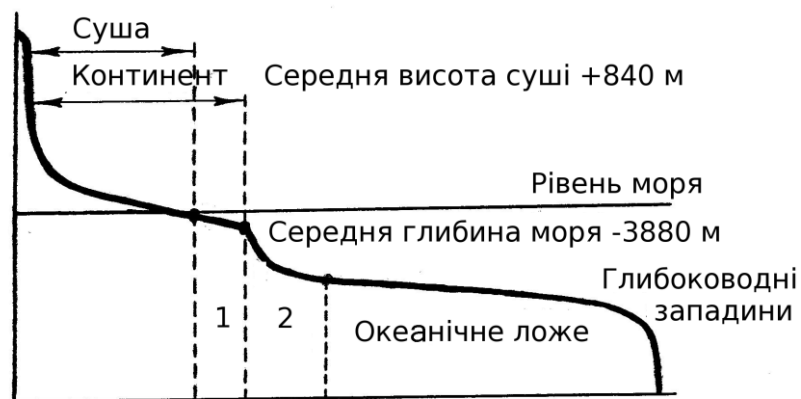 Суша
Континент
Середня висота суші +840 м
Рівень моря
Середня глибина моря -3880 м
Глибоководні
западини
1
2
Океанічне ложе